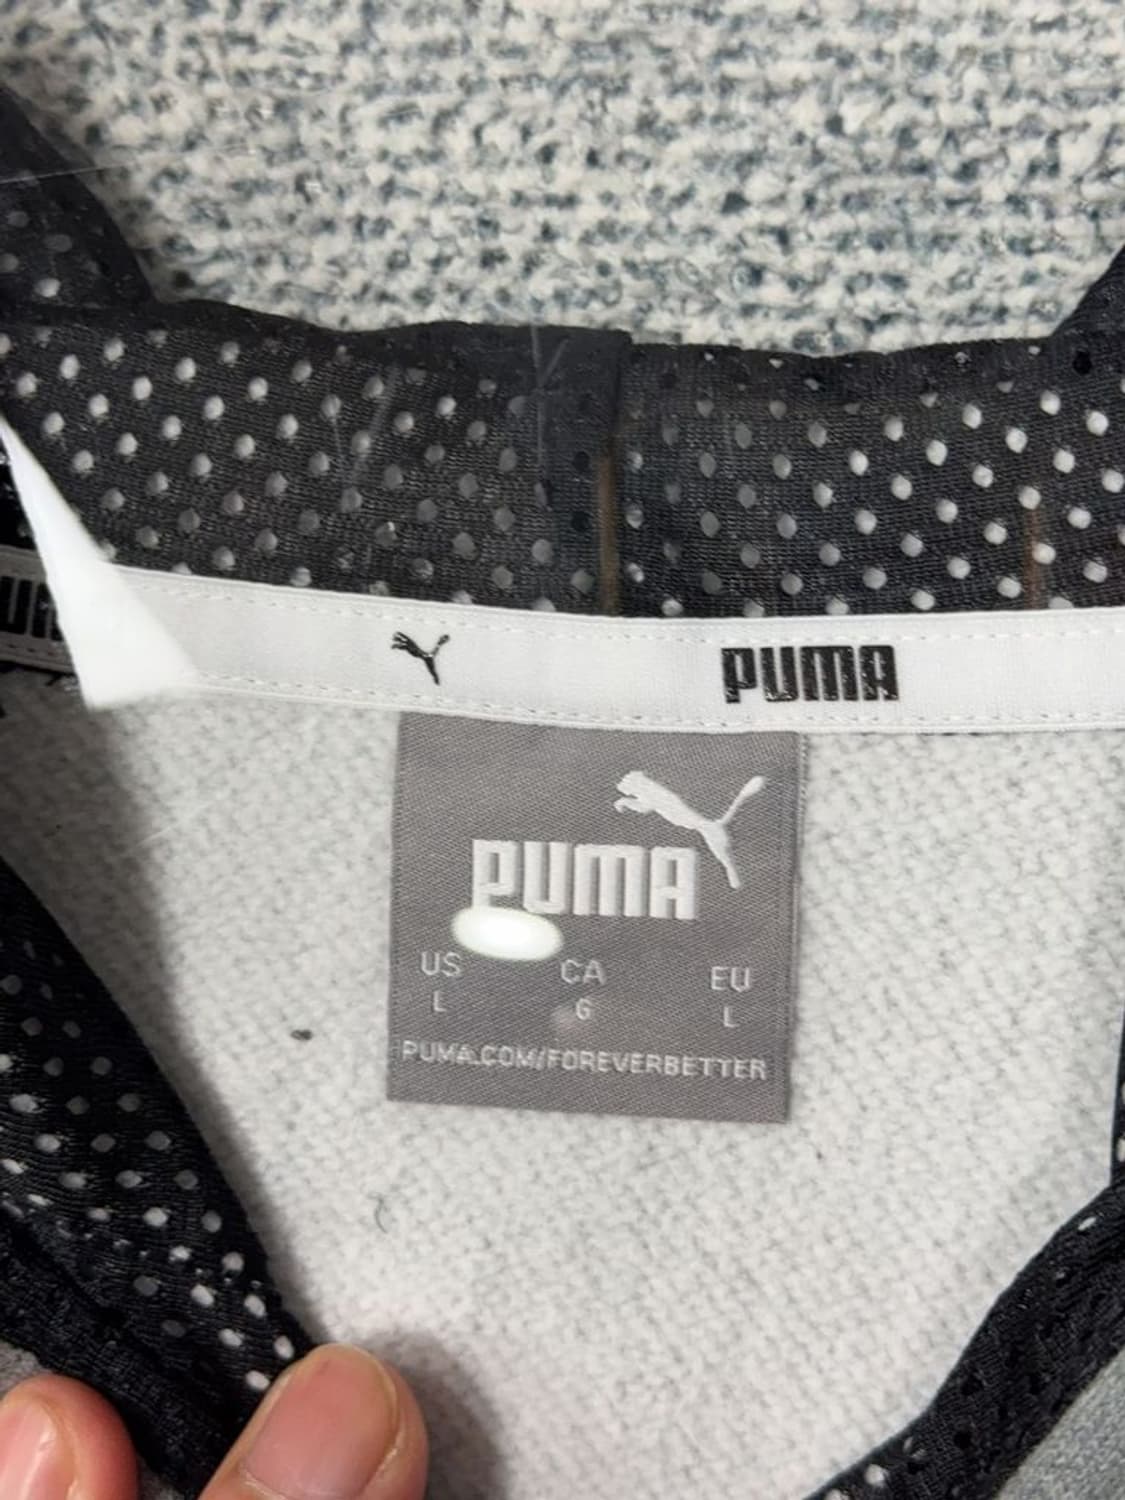 PUMA
PUMA
US CA EU
L G L
PUMA.COM/FOREVERBETTER